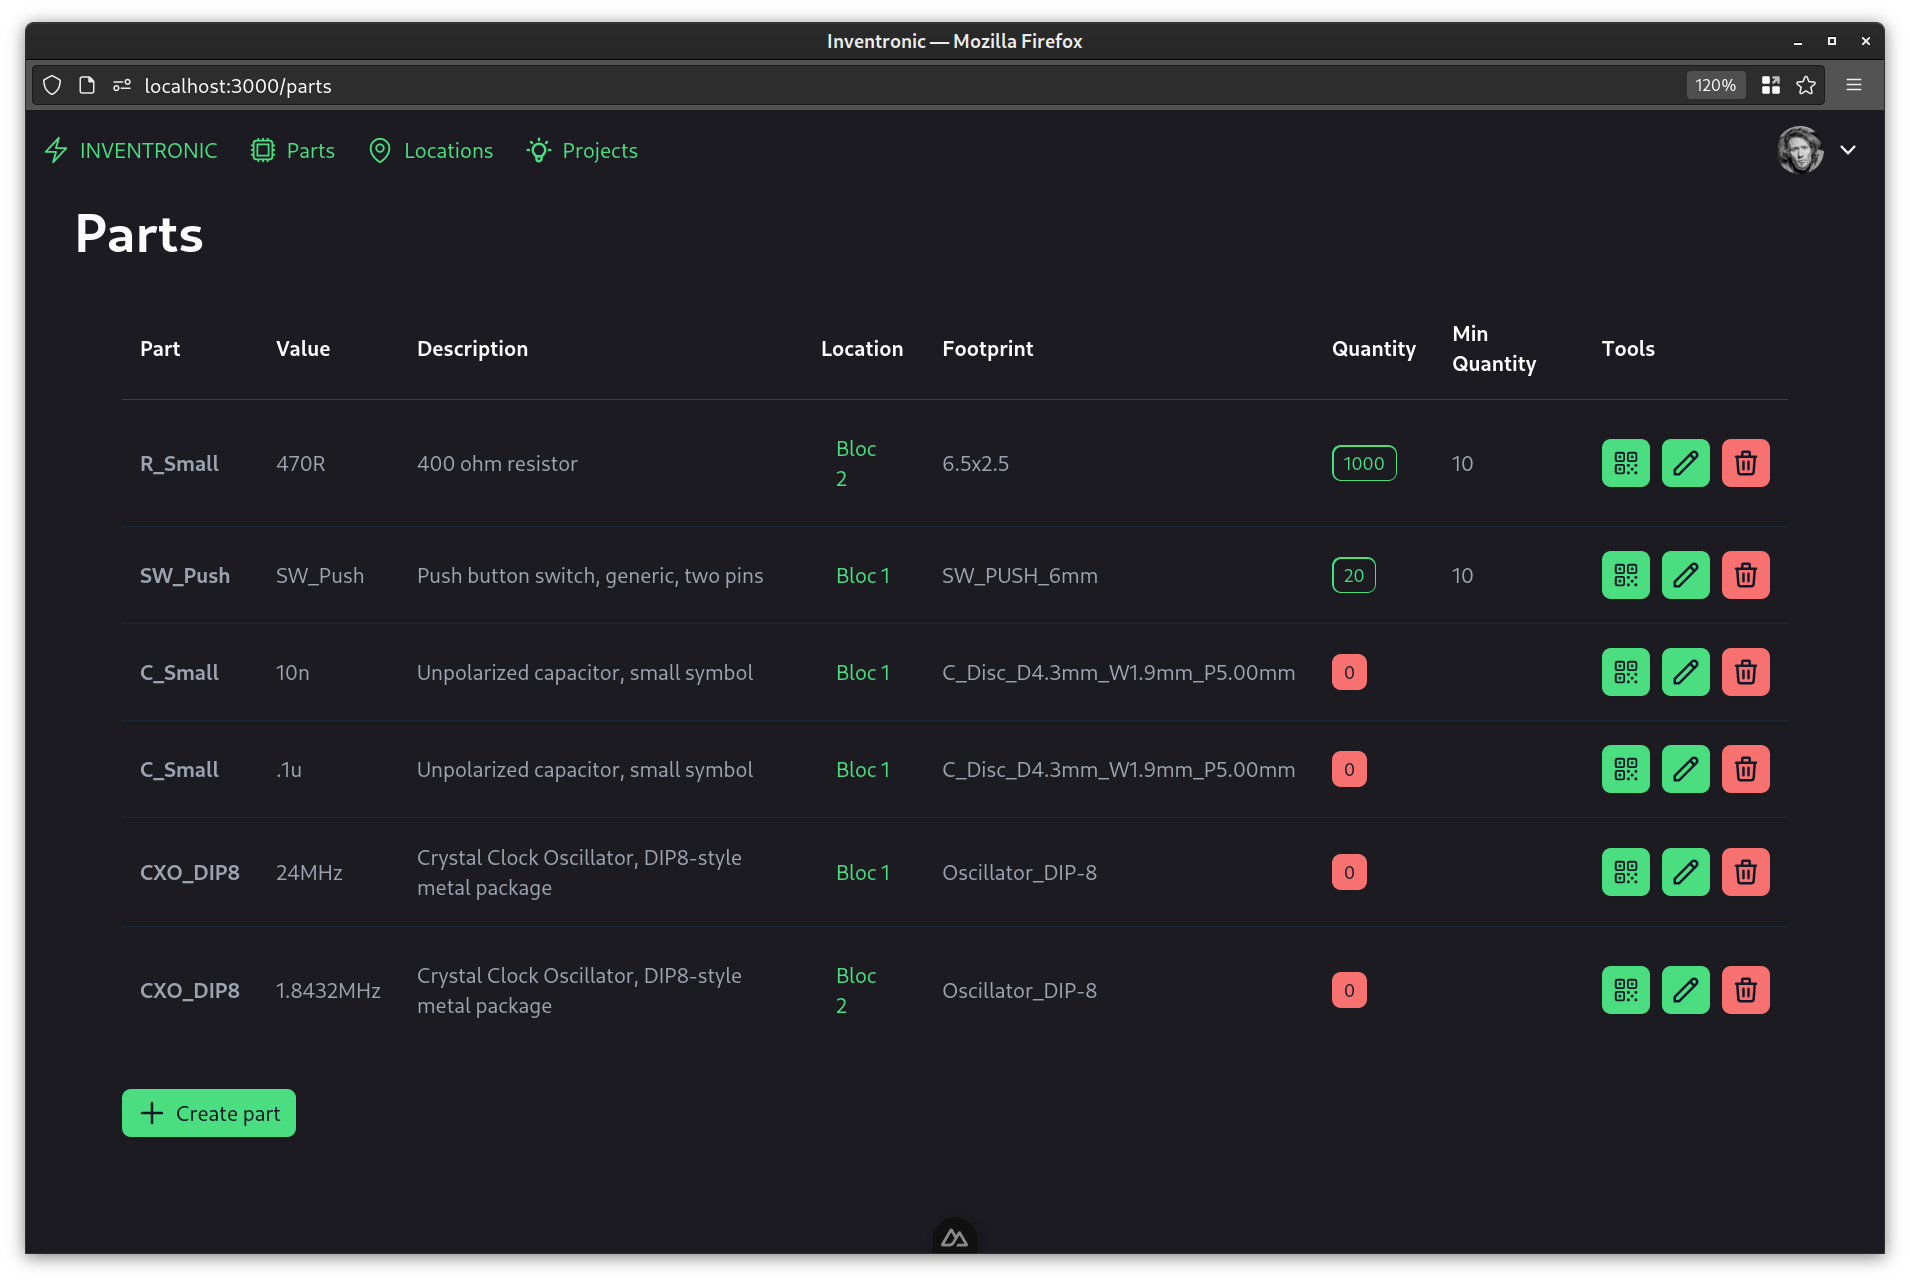 Inventronic — Mozilla Firefox
localhost:3000/parts 120%
INVENTRONIC Parts Locations Projects
Parts
Part Value Description Location Footprint Quantity Min Quantity Tools
R_Small 470R 400 ohm resistor Bloc 2 6.5x2.5 1000 10
SW_Push SW_Push Push button switch, generic, two pins Bloc 1 SW_PUSH_6mm 20 10
C_Small 10n Unpolarized capacitor, small symbol Bloc 1 C_Disc_D4.3mm_W1.9mm_P5.00mm 0
C_Small .1u Unpolarized capacitor, small symbol Bloc 1 C_Disc_D4.3mm_W1.9mm_P5.00mm 0
CXO_DIP8 24MHz Crystal Clock Oscillator, DIP8-style metal package Bloc 1 Oscillator_DIP-8 0
CXO_DIP8 1.8432MHz Crystal Clock Oscillator, DIP8-style metal package Bloc 2 Oscillator_DIP-8 0
Create part